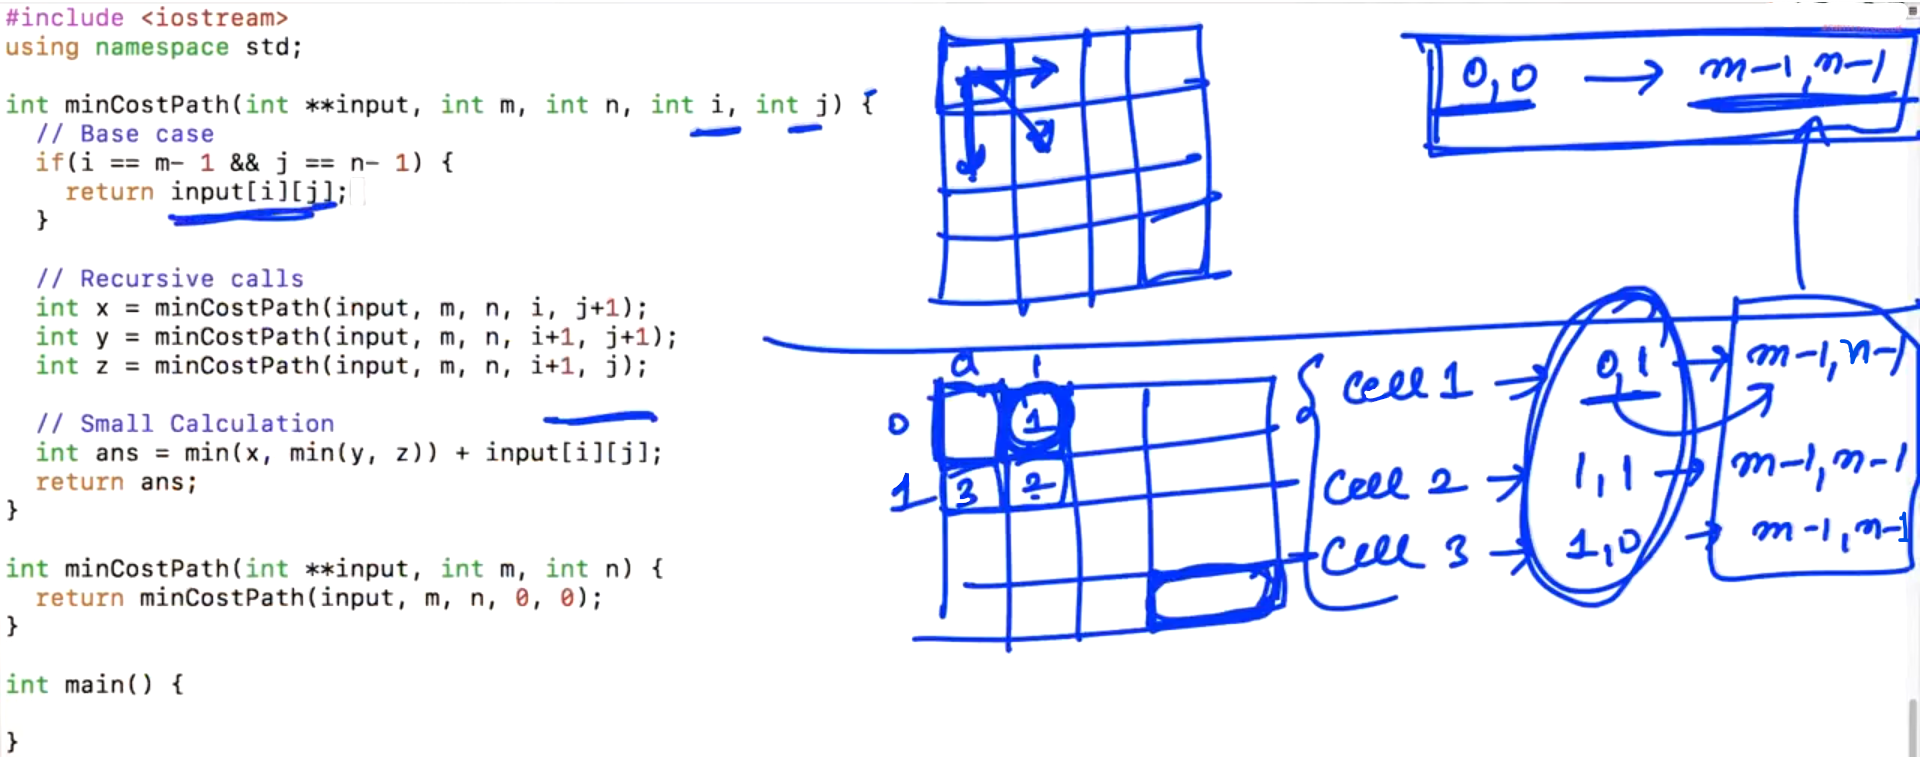 #include <iostream>
using namespace std;
int minCostPath(int **input, int m, int n, int i, int j) {
// Base case
if(i == m- 1 && j == n- 1) {
return input[i][j];
}
// Recursive calls
int x = minCostPath(input, m, n, i, j+1);
int y = minCostPath(input, m, n, i+1, j+1);
int z = minCostPath(input, m, n, i+1, j);
// Small Calculation
int ans = min(x, min(y, z)) + input[i][j];
return ans;
}
int minCostPath(int **input, int m, int n) {
return minCostPath(input, m, n, 0, 0);
}
int main() {
}
0,0 → m-1,n-1
0 1
0 1
1 3 2
Cell 1 → 0,1 → m-1,n-1
Cell 2 → 1,1 → m-1,n-1
Cell 3 → 1,0 → m-1,n-1